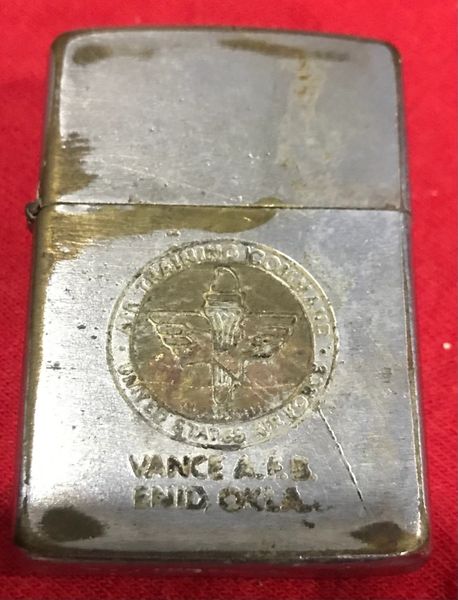 AIR TRAINING COMMAND
UNITED STATES AIR FORCE
VANCE A.F.B.
ENID, OKLA.